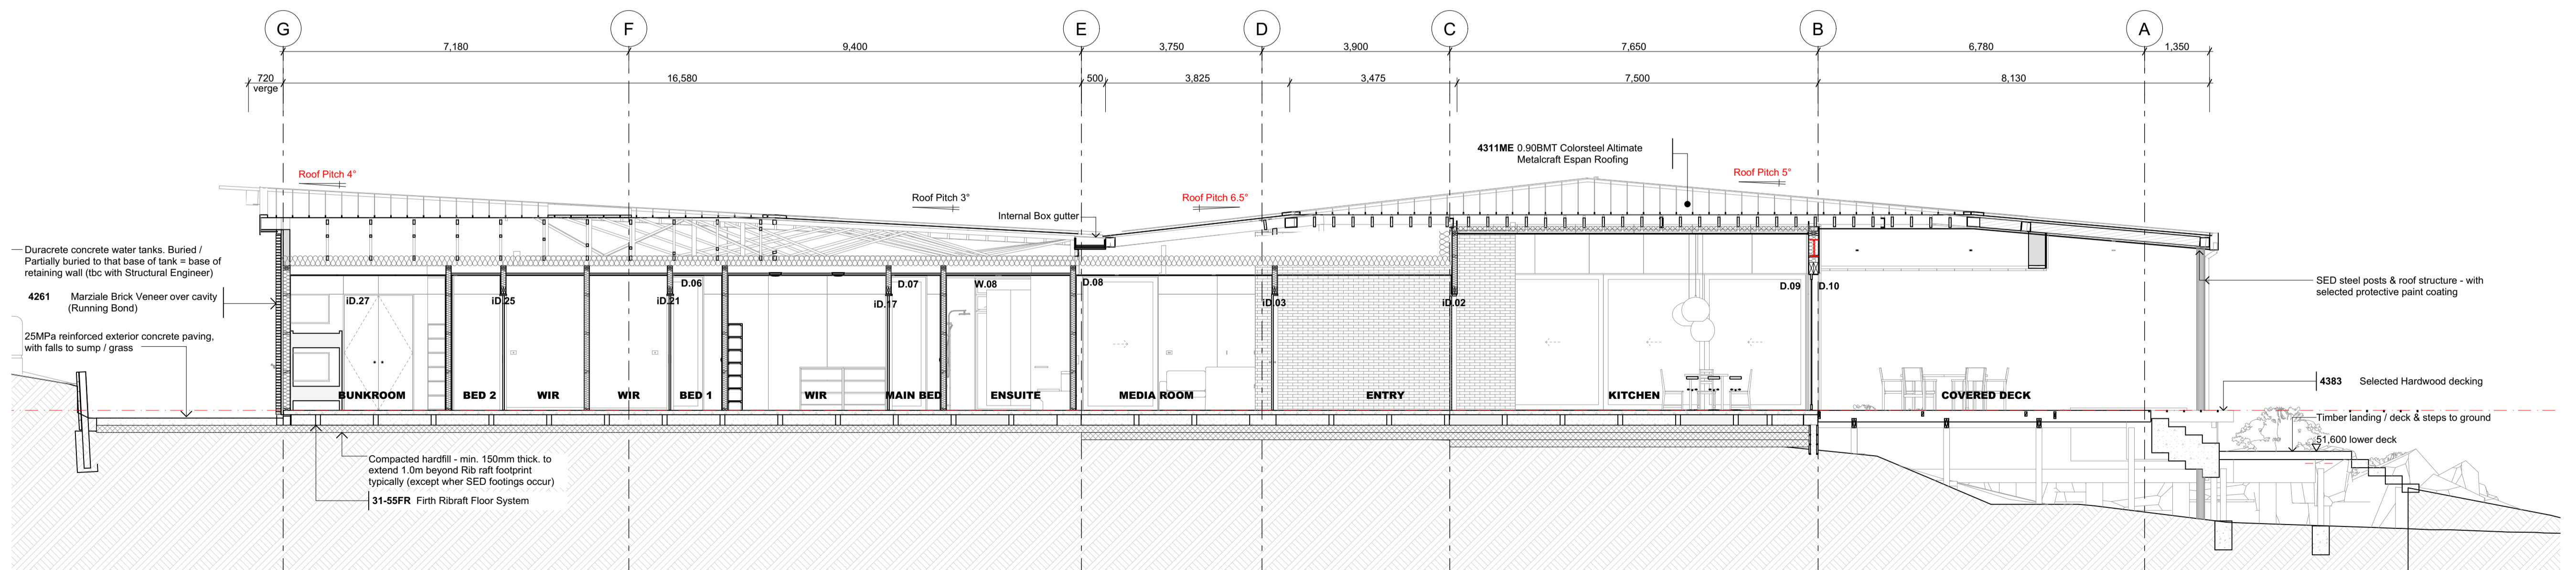 G F E D C B A
7,180 9,400 3,750 3,900 7,650 6,780 1,350
720 16,580 500 3,825 3,475 7,500 8,130
verge
4311ME 0.90BMT Colorsteel Altimate
Metalcraft Espan Roofing
Roof Pitch 4°
Roof Pitch 3°
Roof Pitch 6.5°
Roof Pitch 5°
Internal Box gutter
Duracrete concrete water tanks. Buried /
Partially buried to that base of tank = base of
retaining wall (tbc with Structural Engineer)
4261 Marziale Brick Veneer over cavity
(Running Bond)
25MPa reinforced exterior concrete paving,
with falls to sump / grass
iD.27
iD.25
iD.21
D.06
D.07
iD.17
W.08
D.08
iD.03
iD.02
D.09
D.10
SED steel posts & roof structure - with
selected protective paint coating
BUNKROOM
BED 2
WIR
WIR
BED 1
WIR
MAIN BED
ENSUITE
MEDIA ROOM
ENTRY
KITCHEN
COVERED DECK
4383 Selected Hardwood decking
Timber landing / deck & steps to ground
51,600 lower deck
Compacted hardfill - min. 150mm thick. to
extend 1.0m beyond Rib raft footprint
typically (except wher SED footings occur)
31-55FR Firth Ribraft Floor System